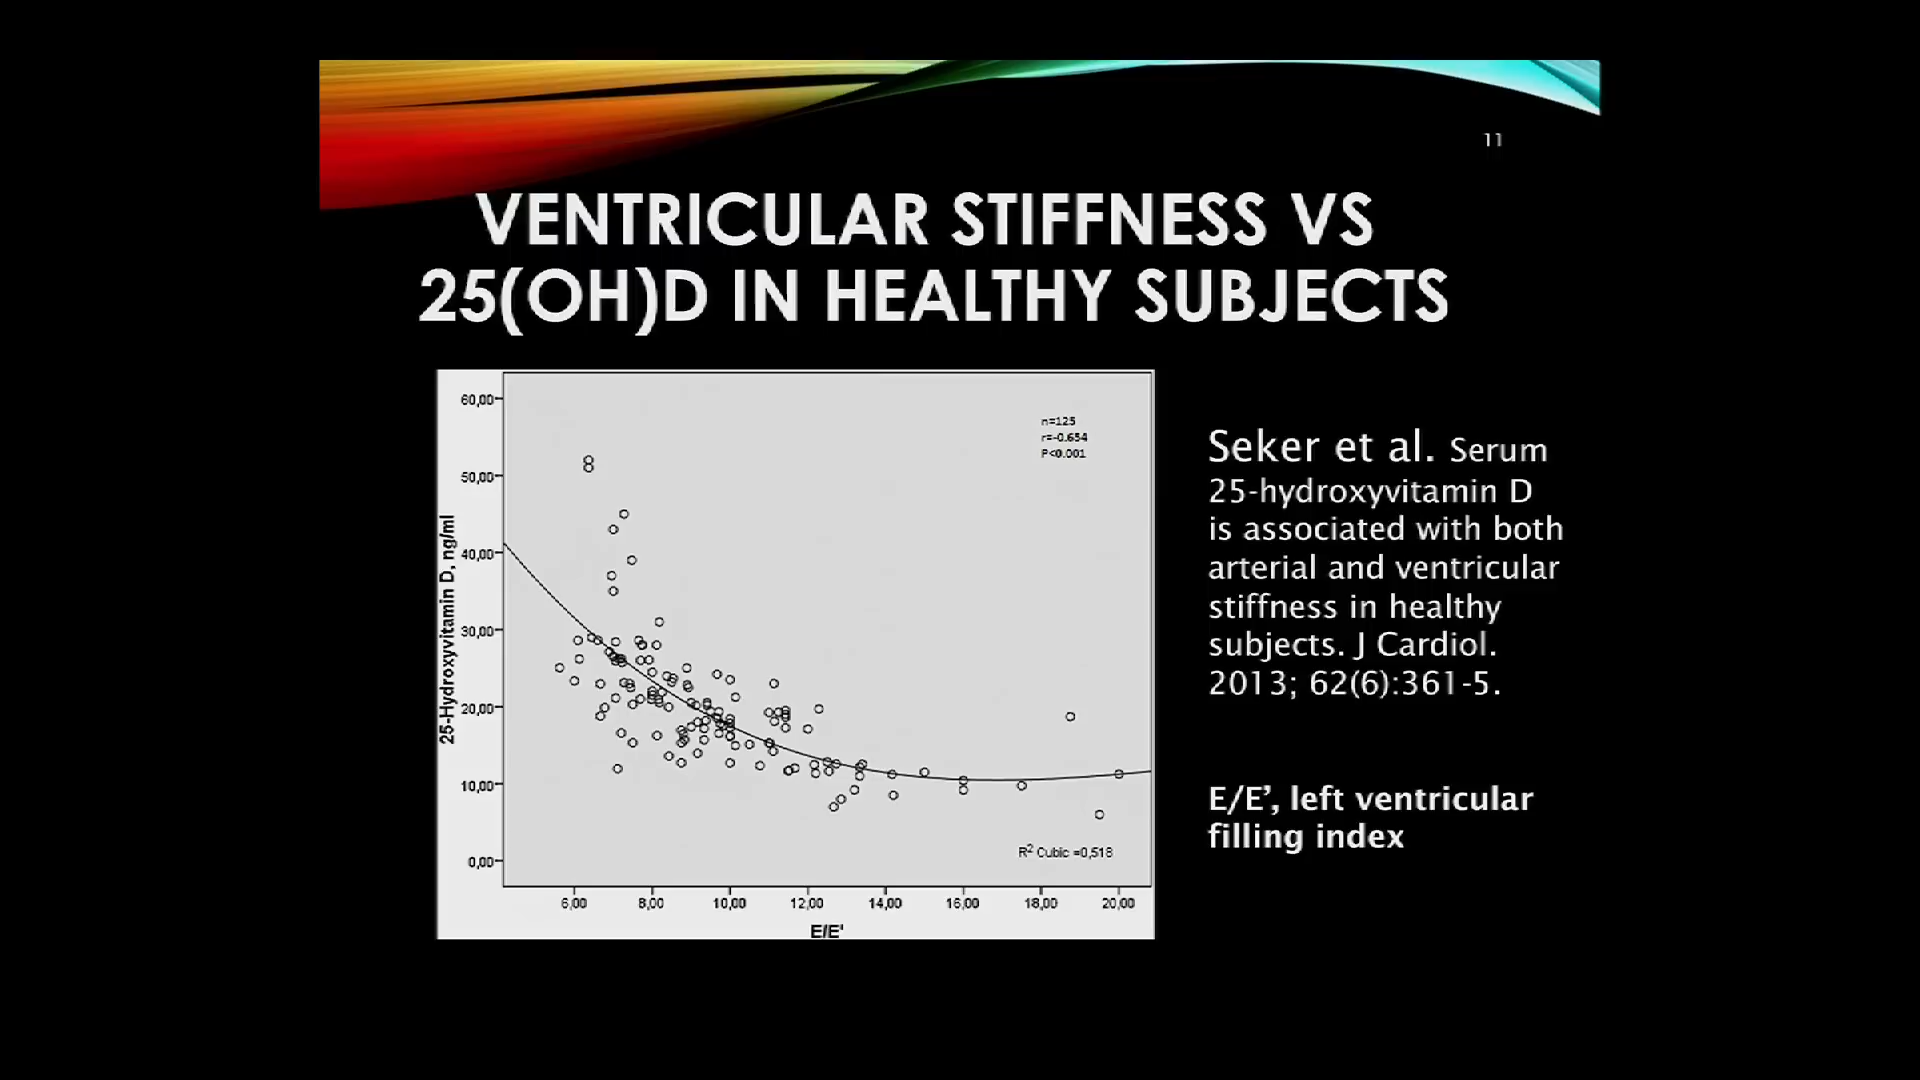 11
VENTRICULAR STIFFNESS VS
25(OH)D IN HEALTHY SUBJECTS
60,00
50,00
40,00
30,00
20,00
10,00
0,00
25-Hydroxyvitamin D, ng/ml
n=125
r=-0.654
P<0.001
R² Cubic =0,518
6,00 8,00 10,00 12,00 14,00 16,00 18,00 20,00
E/E'
Seker et al. Serum
25-hydroxyvitamin D
is associated with both
arterial and ventricular
stiffness in healthy
subjects. J Cardiol.
2013; 62(6):361-5.
E/E’, left ventricular
filling index